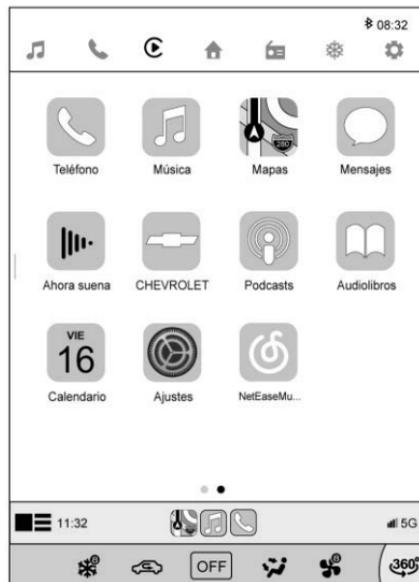 08:32
280
Teléfono Música Mapas Mensajes
Ahora suena CHEVROLET Podcasts Audiolibros
VIE
16
Calendario Ajustes NetEaseMu...
11:32 5G
OFF 360°